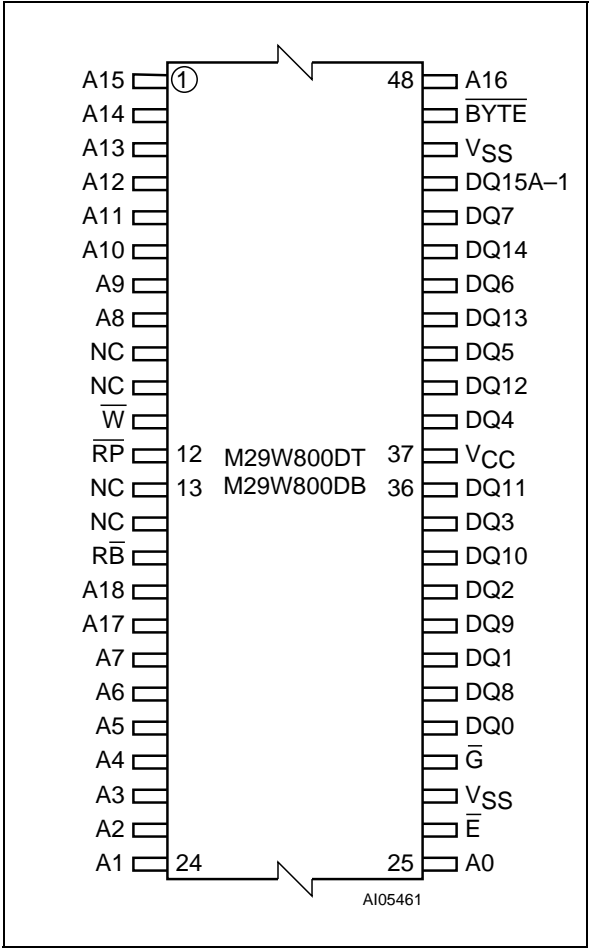 A15 ① 48 A16
A14 B̅Y̅T̅E̅
A13 VSS
A12 DQ15A–1
A11 DQ7
A10 DQ14
A9 DQ6
A8 DQ13
NC DQ5
NC DQ12
W̅ DQ4
R̅P̅ 12 M29W800DT 37 VCC
NC 13 M29W800DB 36 DQ11
NC DQ3
RB̅ DQ10
A18 DQ2
A17 DQ9
A7 DQ1
A6 DQ8
A5 DQ0
A4 G̅
A3 VSS
A2 E̅
A1 24 25 A0
AI05461